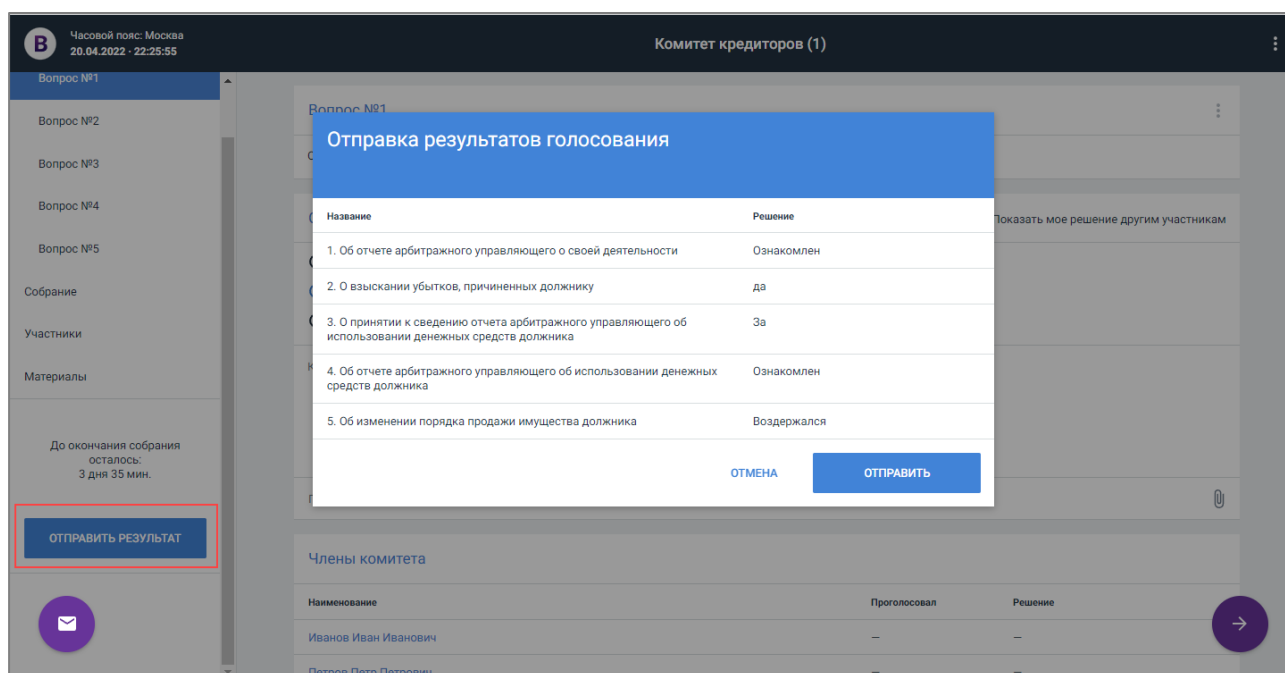 В
Часовой пояс: Москва
20.04.2022 - 22:25:55
Комитет кредиторов (1)
Вопрос №1
Вопрос №2
Вопрос №3
Вопрос №4
Вопрос №5
Собрание
Участники
Материалы
До окончания собрания
осталось:
3 дня 35 мин.
ОТПРАВИТЬ РЕЗУЛЬТАТ
Вопрос №1
Показать мое решение другим участникам
Отправка результатов голосования
Название Решение
1. Об отчете арбитражного управляющего о своей деятельности Ознакомлен
2. О взыскании убытков, причиненных должнику да
3. О принятии к сведению отчета арбитражного управляющего об За
использовании денежных средств должника
4. Об отчете арбитражного управляющего об использовании денежных Ознакомлен
средств должника
5. Об изменении порядка продажи имущества должника Воздержался
ОТМЕНА ОТПРАВИТЬ
Члены комитета
Наименование Проголосовал Решение
Иванов Иван Иванович — —
Петров Петр Петрович — —